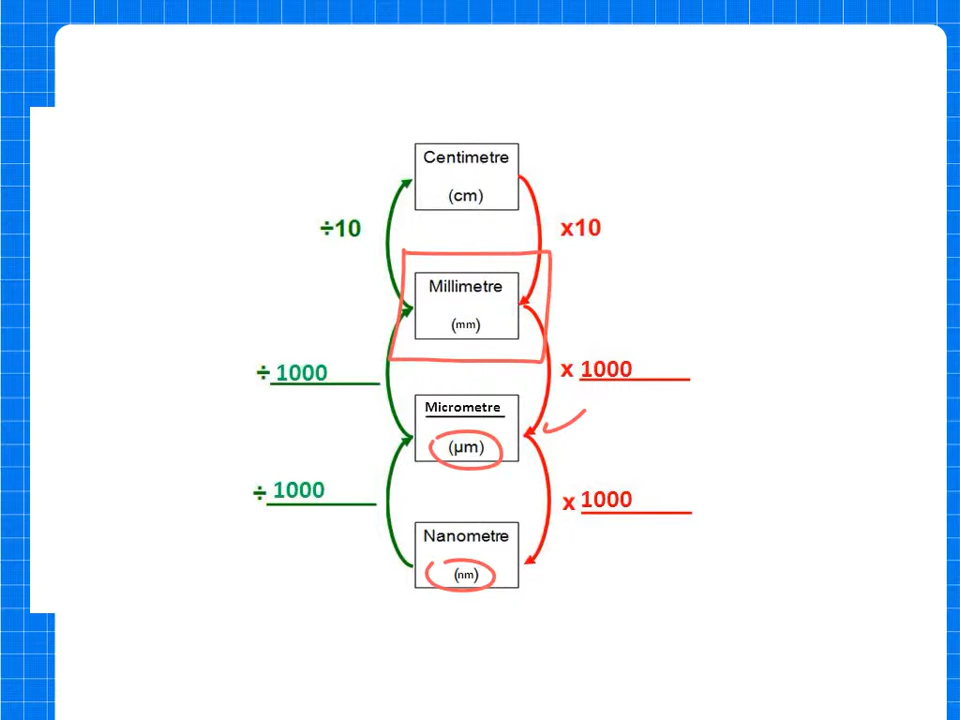 Centimetre
(cm)
÷10
x10
Millimetre
(mm)
÷ 1000
x 1000
Micrometre
(µm)
÷ 1000
x 1000
Nanometre
(nm)